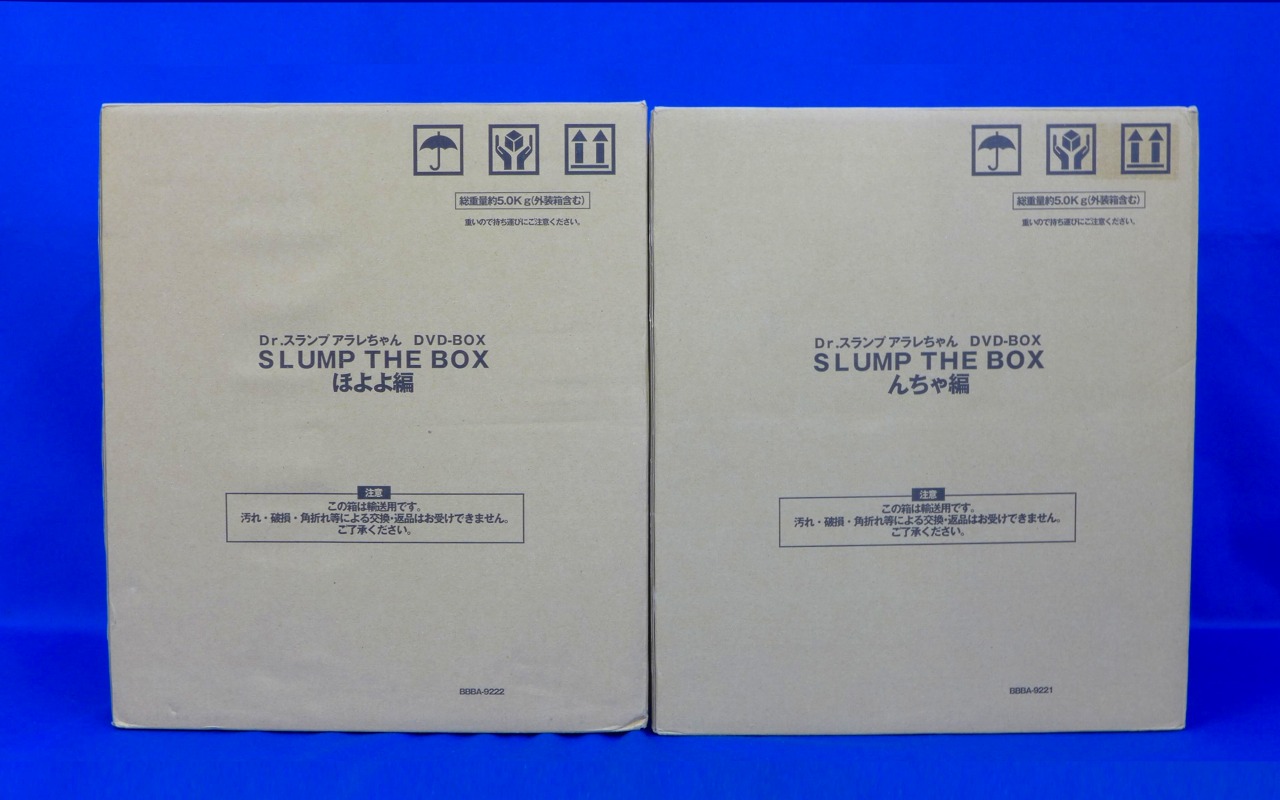 総重量約5.0Kg(外装箱含む)
重いので持ち運びにご注意ください。
Dr.スランプ アラレちゃん DVD-BOX
SLUMP THE BOX
ほよよ編
注意
この箱は輸送用です。
汚れ・破損・角折れ等による交換・返品はお受けできません。
ご了承ください。
BBBA-9222
総重量約5.0Kg(外装箱含む)
重いので持ち運びにご注意ください。
Dr.スランプ アラレちゃん DVD-BOX
SLUMP THE BOX
んちゃ編
注意
この箱は輸送用です。
汚れ・破損・角折れ等による交換・返品はお受けできません。
ご了承ください。
BBBA-9221